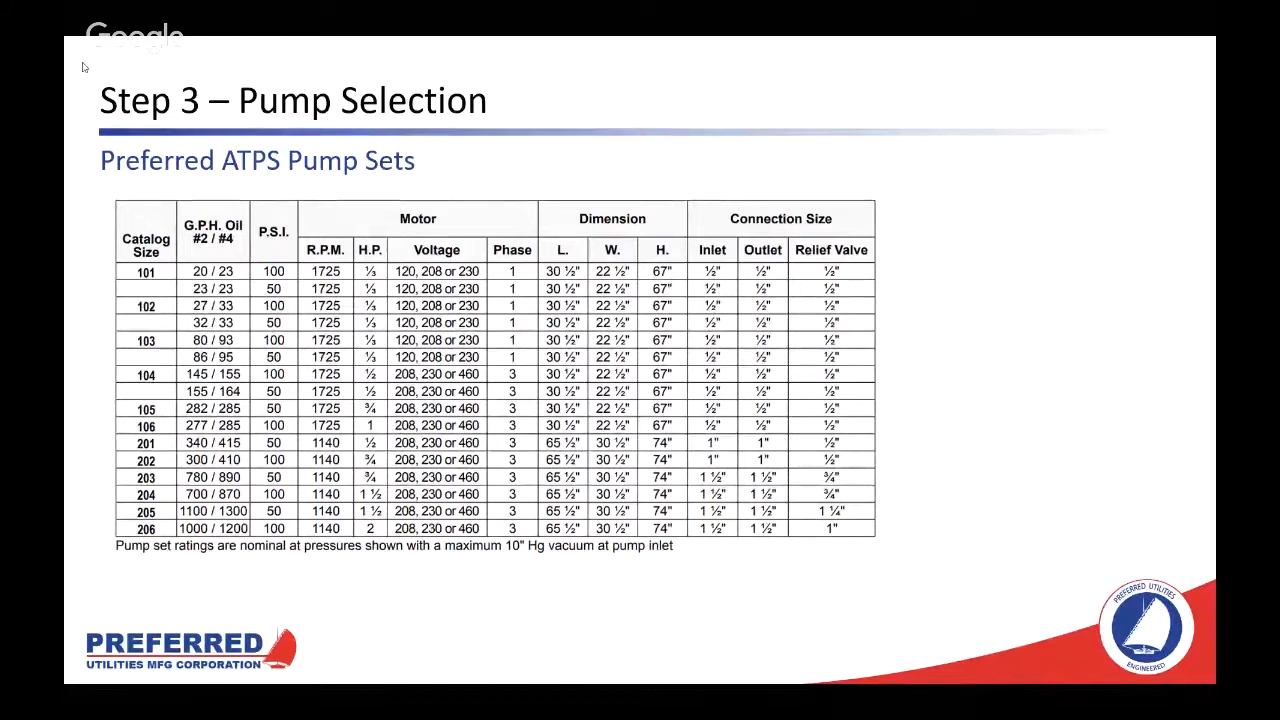 Google
Step 3 – Pump Selection
Preferred ATPS Pump Sets
Catalog Size G.P.H. Oil #2 / #4 P.S.I. Motor Dimension Connection Size
R.P.M. H.P. Voltage Phase L. W. H. Inlet Outlet Relief Valve
101 20 / 23 100 1725 ⅓ 120, 208 or 230 1 30 ½" 22 ½" 67" ½" ½" ½"
23 / 23 50 1725 ⅓ 120, 208 or 230 1 30 ½" 22 ½" 67" ½" ½" ½"
102 27 / 33 100 1725 ⅓ 120, 208 or 230 1 30 ½" 22 ½" 67" ½" ½" ½"
32 / 33 50 1725 ⅓ 120, 208 or 230 1 30 ½" 22 ½" 67" ½" ½" ½"
103 80 / 93 100 1725 ⅓ 120, 208 or 230 1 30 ½" 22 ½" 67" ½" ½" ½"
86 / 95 50 1725 ⅓ 120, 208 or 230 1 30 ½" 22 ½" 67" ½" ½" ½"
104 145 / 155 100 1725 ½ 208, 230 or 460 3 30 ½" 22 ½" 67" ½" ½" ½"
155 / 164 50 1725 ½ 208, 230 or 460 3 30 ½" 22 ½" 67" ½" ½" ½"
105 282 / 285 50 1725 ¾ 208, 230 or 460 3 30 ½" 22 ½" 67" ½" ½" ½"
106 277 / 285 100 1725 1 208, 230 or 460 3 30 ½" 22 ½" 67" ½" ½" ½"
201 340 / 415 50 1140 ½ 208, 230 or 460 3 65 ½" 30 ½" 74" 1" 1" ½"
202 300 / 410 100 1140 ¾ 208, 230 or 460 3 65 ½" 30 ½" 74" 1" 1" ½"
203 780 / 890 50 1140 ¾ 208, 230 or 460 3 65 ½" 30 ½" 74" 1 ½" 1 ½" ¾"
204 700 / 870 100 1140 1 ½ 208, 230 or 460 3 65 ½" 30 ½" 74" 1 ½" 1 ½" ¾"
205 1100 / 1300 50 1140 1 ½ 208, 230 or 460 3 65 ½" 30 ½" 74" 1 ½" 1 ½" 1 ¼"
206 1000 / 1200 100 1140 2 208, 230 or 460 3 65 ½" 30 ½" 74" 1 ½" 1 ½" 1"
Pump set ratings are nominal at pressures shown with a maximum 10" Hg vacuum at pump inlet
PREFERRED
UTILITIES MFG CORPORATION
PREFERRED UTILITIES
ENGINEERED